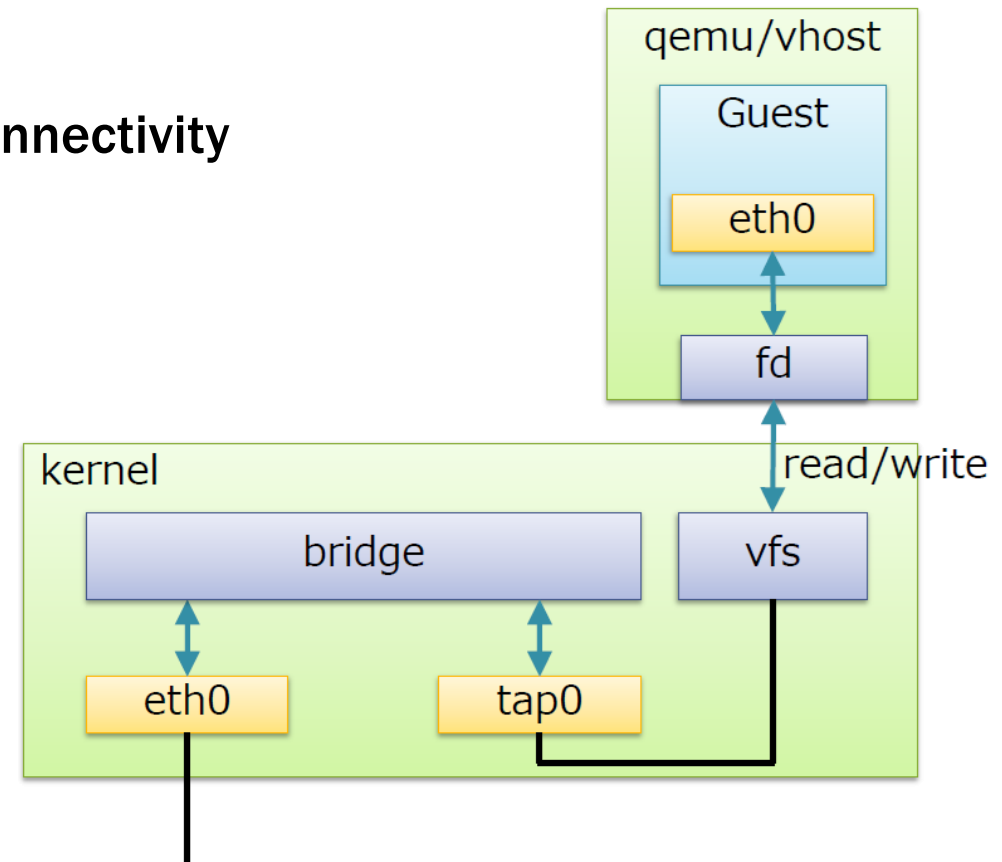 nnectivity
qemu/vhost
Guest
eth0
fd
read/write
kernel
bridge
vfs
eth0
tap0